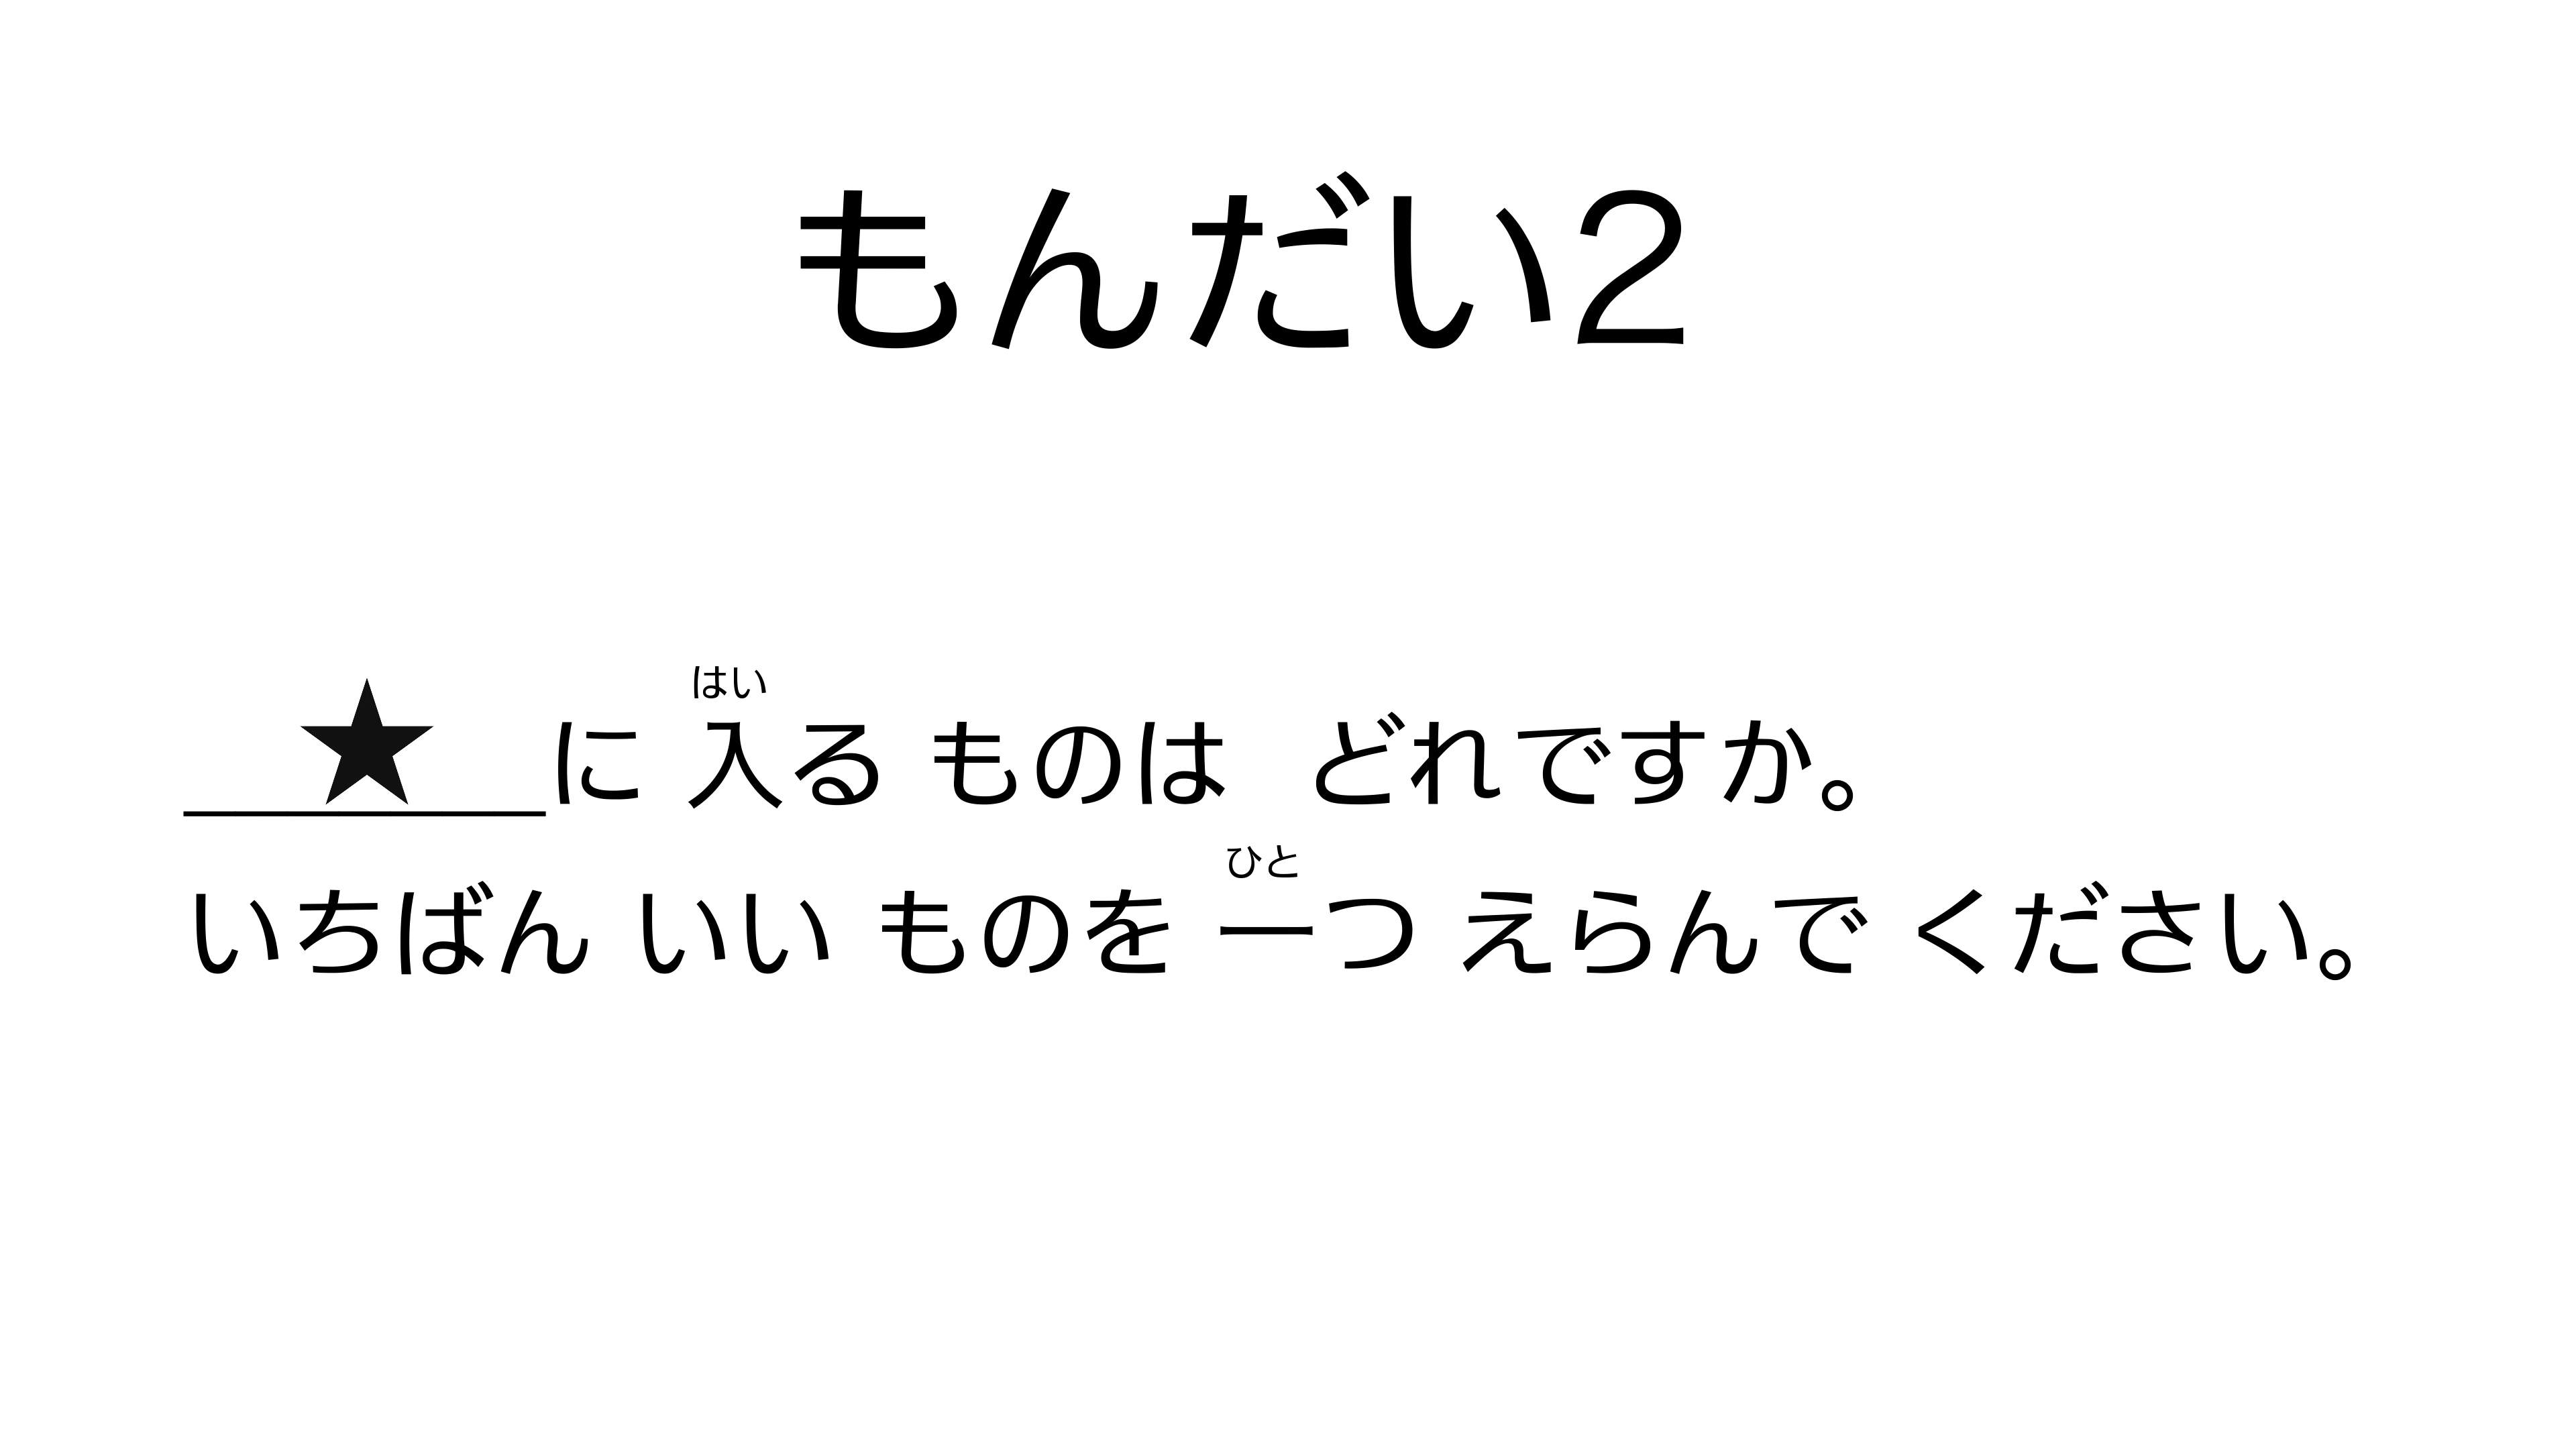 もんだい2
★に 入る ものは どれですか。
いちばん いい ものを 一つ えらんで ください。
はい
ひと